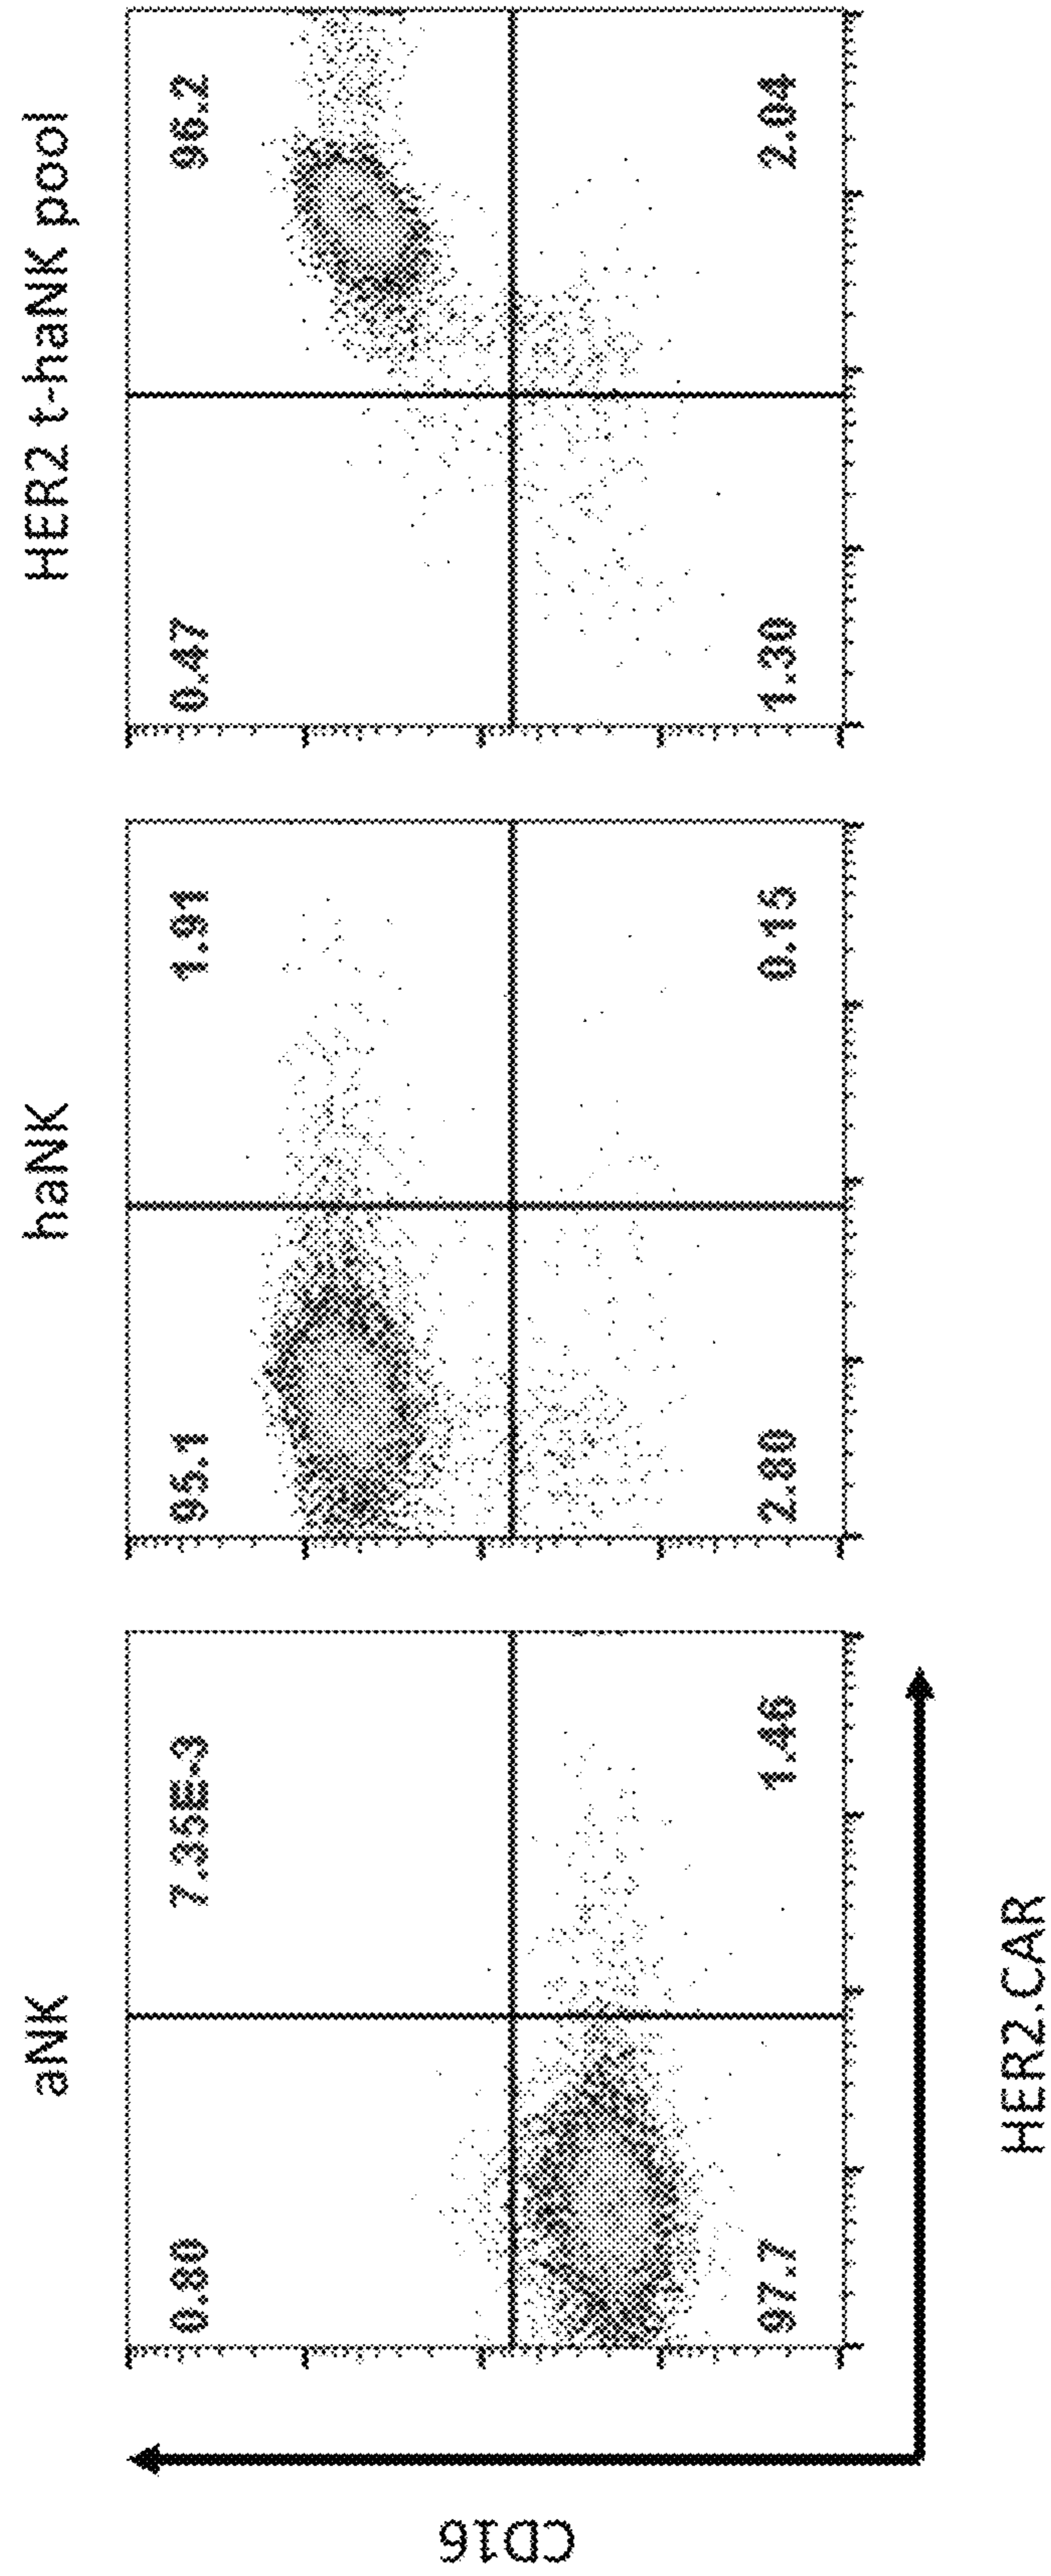 aNK
haNK
HER2 t-haNK pool
0.80
7.35E-3
95.1
1.91
0.47
96.2
97.7
1.46
2.80
0.15
1.30
2.04
CD16
HER2.CAR